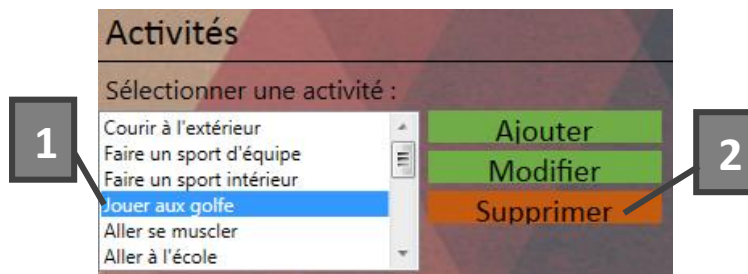 Activités
Sélectionner une activité :
1
Courir à l'extérieur
Faire un sport d'équipe
Faire un sport intérieur
Jouer aux golfe
Aller se muscler
Aller à l'école
Ajouter
Modifier
Supprimer
2